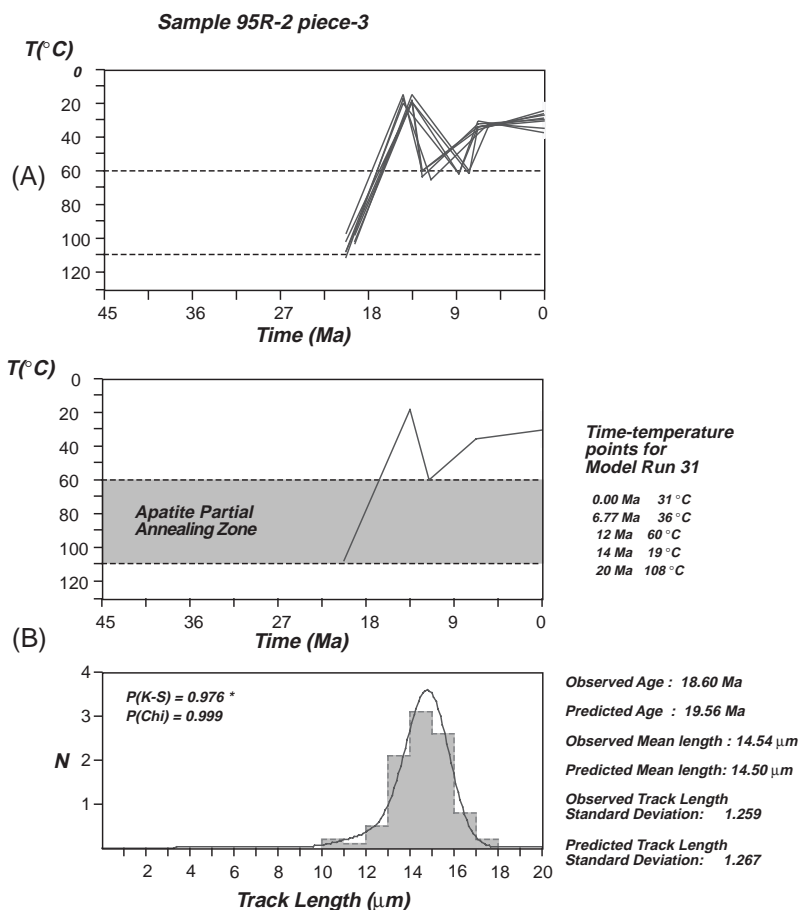 Sample 95R-2 piece-3
T(°C)
0
20
40
60
80
100
120
(A)
45 36 27 18 9 0
Time (Ma)
T(°C)
0
20
40
60
80
100
120
Apatite Partial
Annealing Zone
45 36 27 18 9 0
Time (Ma)
Time-temperature
points for
Model Run 31
0.00 Ma 31 °C
6.77 Ma 36 °C
12 Ma 60 °C
14 Ma 19 °C
20 Ma 108 °C
(B)
4
3
2
1
N
P(K-S) = 0.976 *
P(Chi) = 0.999
2 4 6 8 10 12 14 16 18 20
Track Length (μm)
Observed Age : 18.60 Ma
Predicted Age : 19.56 Ma
Observed Mean length : 14.54 μm
Predicted Mean length: 14.50 μm
Observed Track Length
Standard Deviation: 1.259
Predicted Track Length
Standard Deviation: 1.267